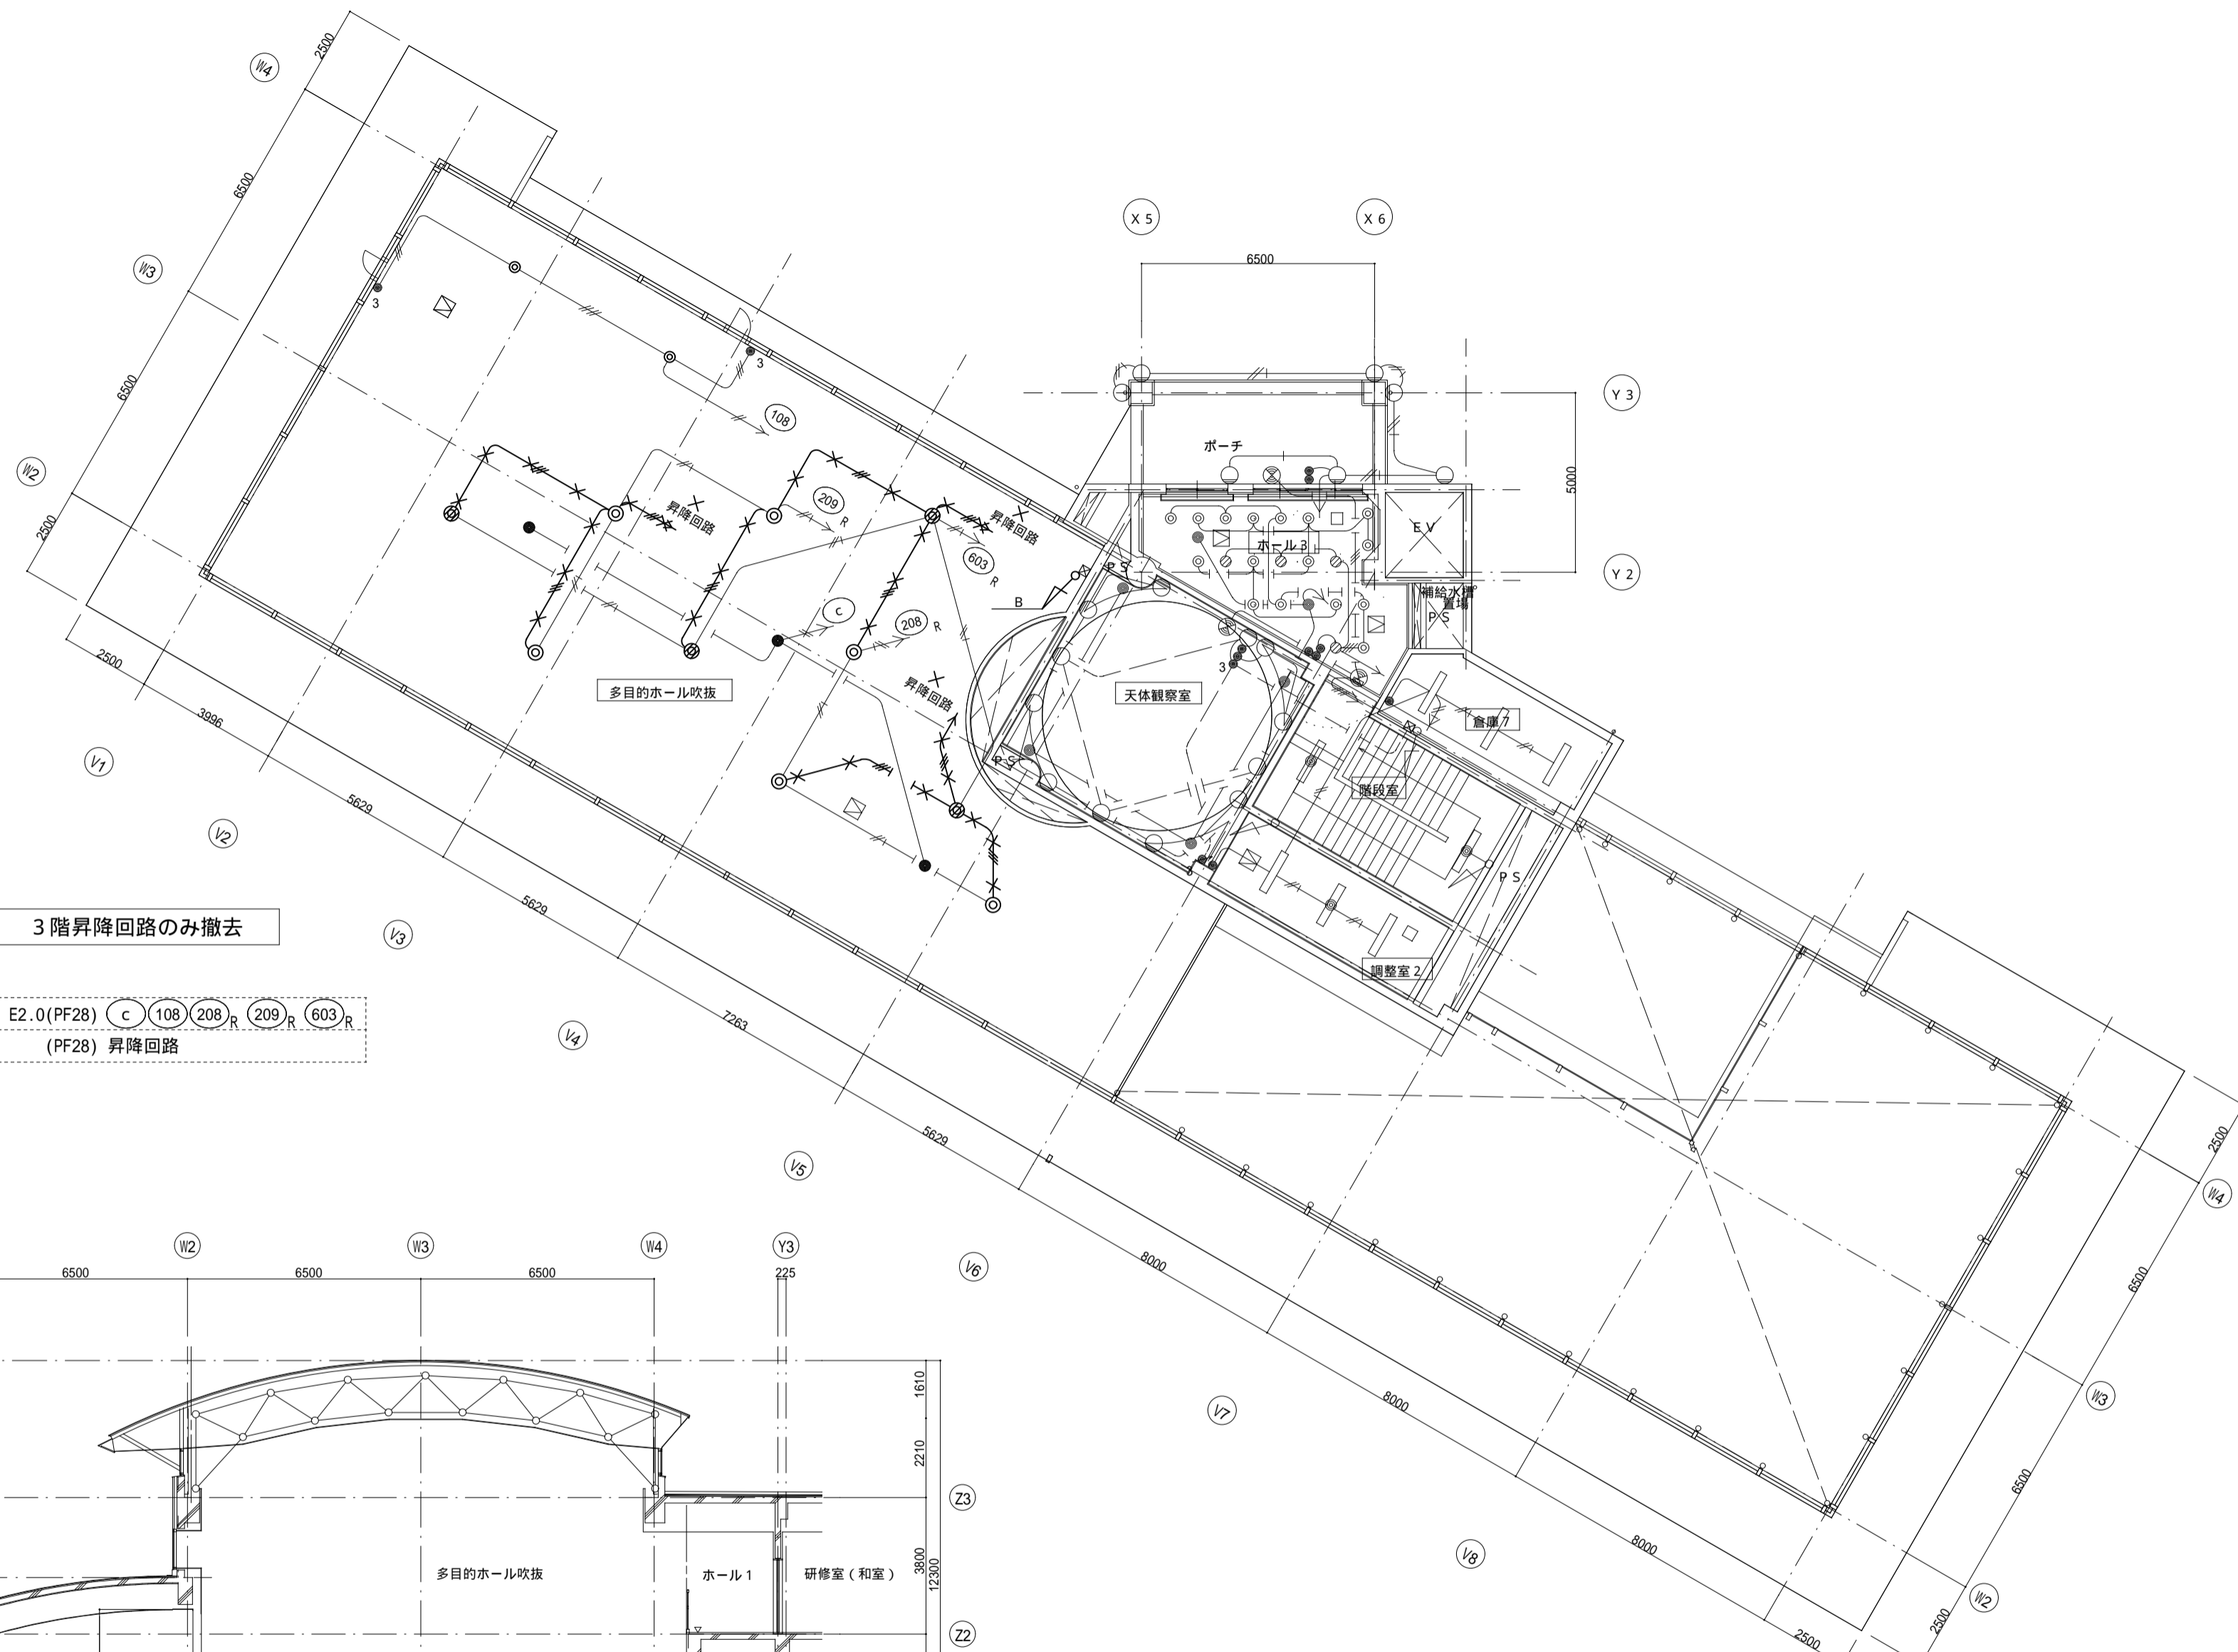 2500
W4
6500
W3
X 5
X 6
6500
3
3
6500
108
Y 3
ポーチ
5000
W2
2500
209
R
昇降回路
昇降回路
603
R
ホール3
E V
Y 2
P S
補給水槽
置場
P S
B
c
208
R
3
2500
3996
多目的ホール吹抜
昇降回路
天体観察室
倉庫7
V1
5629
P S
階段室
V2
5629
P S
3階昇降回路のみ撤去
V3
調整室2
E2.0(PF28)
c
108
208
R
209
R
603
R
(PF28) 昇降回路
7263
V4
5629
2500
V5
W4
W2
W3
W4
Y3
6500
6500
6500
225
V6
8000
6500
1610
V7
8000
W3
2210
Z3
6500
多目的ホール吹抜
ホール1
研修室(和室)
3800
12300
V8
8000
W2
2500
2500
Z2